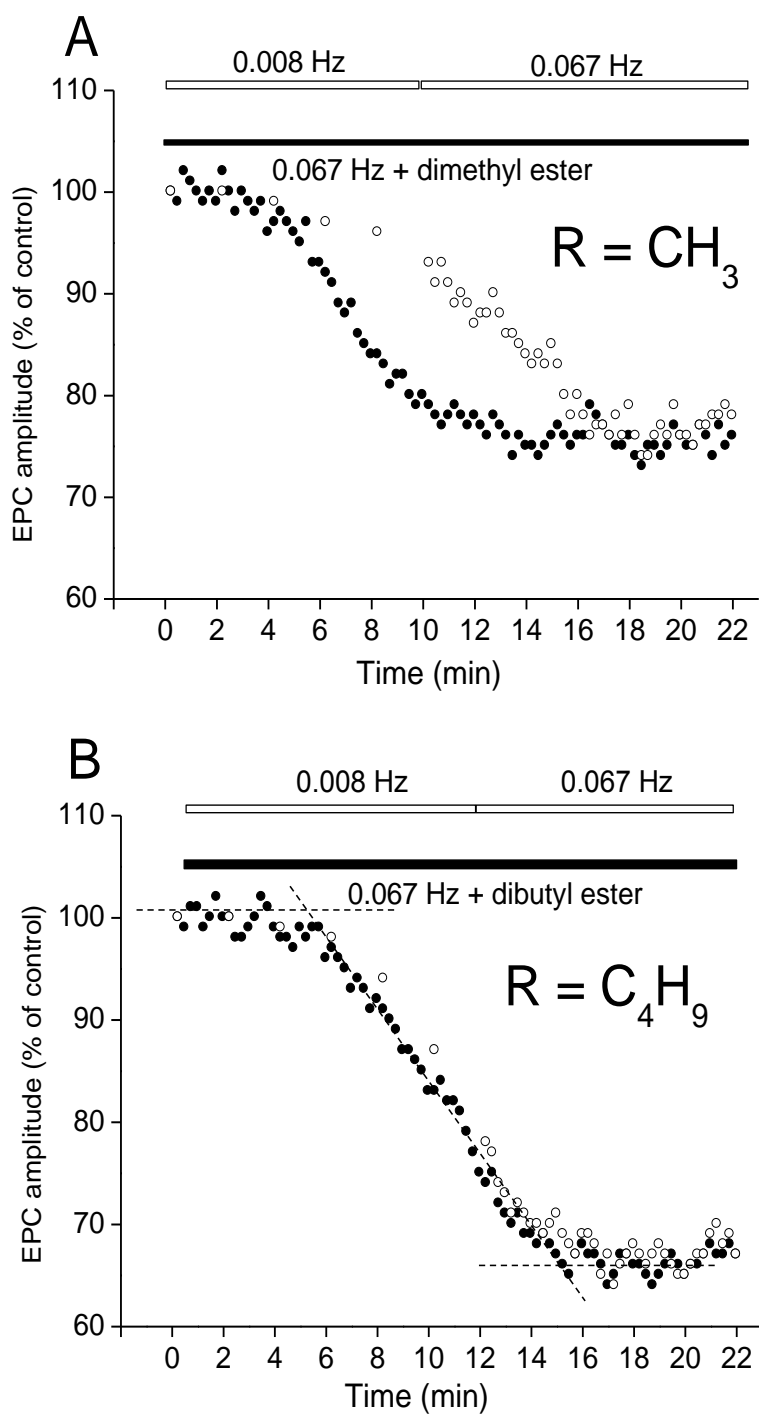 A
0.008 Hz 0.067 Hz
110
0.067 Hz + dimethyl ester
100
R = CH3
90
80
70
60
EPC amplitude (% of control)
0 2 4 6 8 10 12 14 16 18 20 22
Time (min)
B
0.008 Hz 0.067 Hz
110
0.067 Hz + dibutyl ester
100
R = C4H9
90
80
70
60
EPC amplitude (% of control)
0 2 4 6 8 10 12 14 16 18 20 22
Time (min)